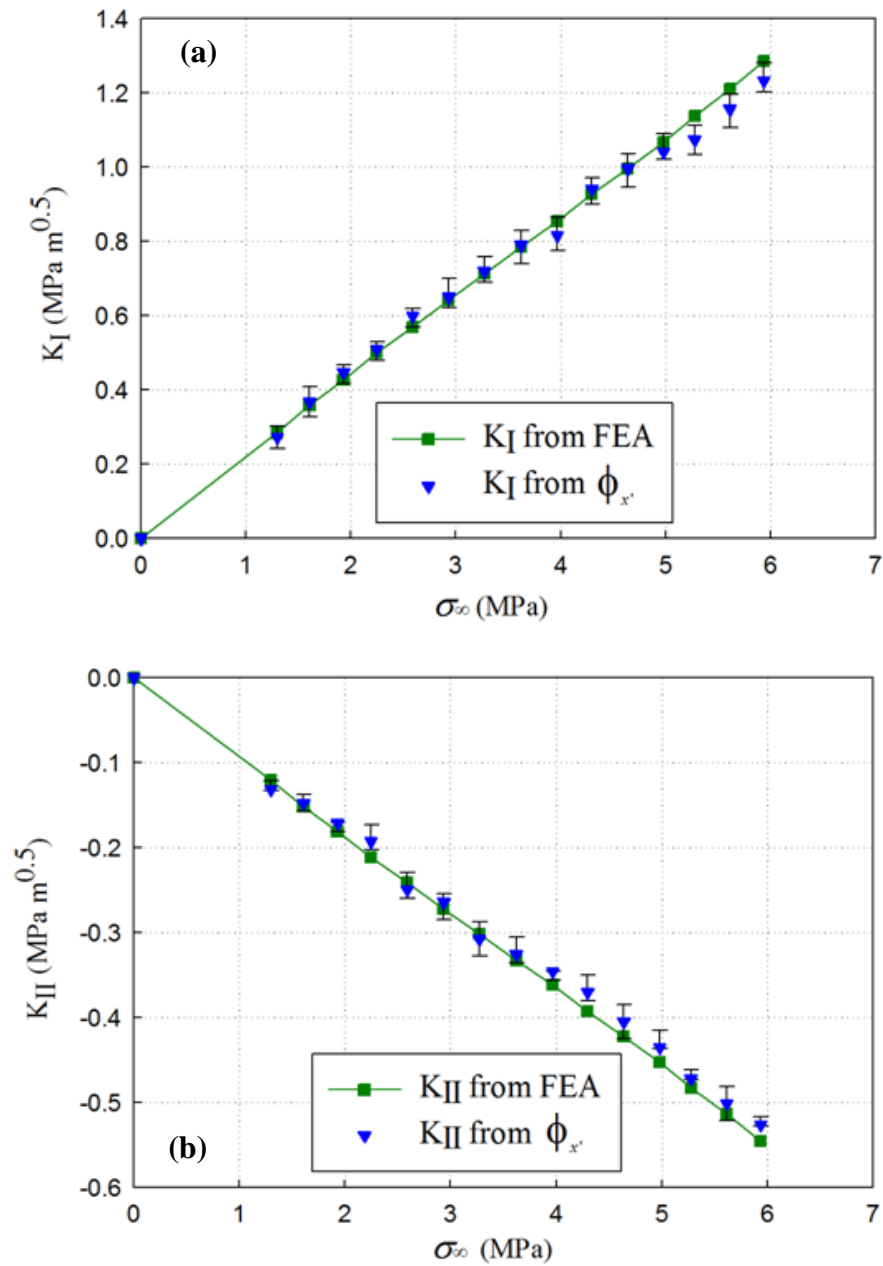 (a)
1.4
1.2
1.0
0.8
0.6
0.4
0.2
0.0
K_I (MPa m^0.5)
K_I from FEA
K_I from ϕ_x'
0 1 2 3 4 5 6 7
σ∞ (MPa)
0.0
-0.1
-0.2
-0.3
-0.4
-0.5
-0.6
K_II (MPa m^0.5)
K_II from FEA
K_II from ϕ_x'
(b)
0 1 2 3 4 5 6 7
σ∞ (MPa)